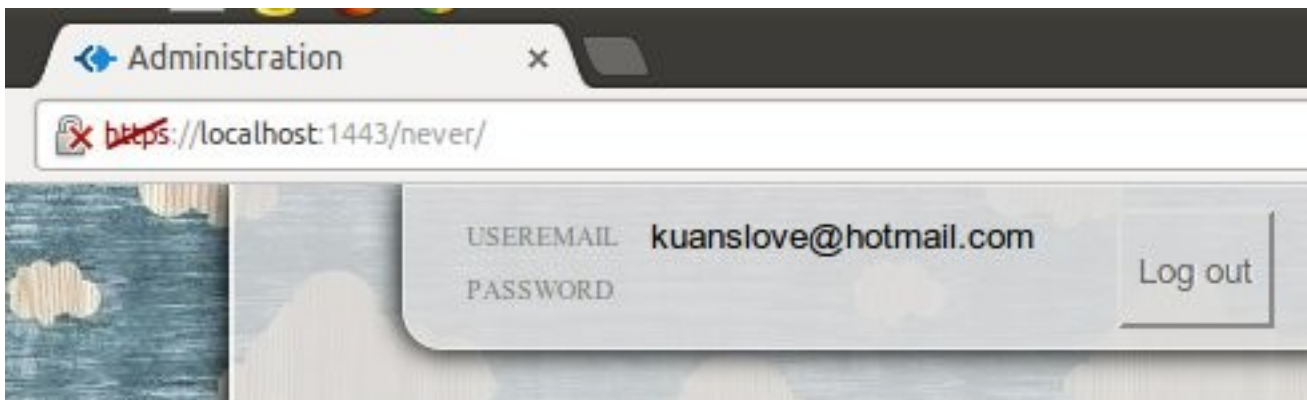 Administration
https://localhost:1443/never/
USEREMAIL kuanslove@hotmail.com
PASSWORD
Log out